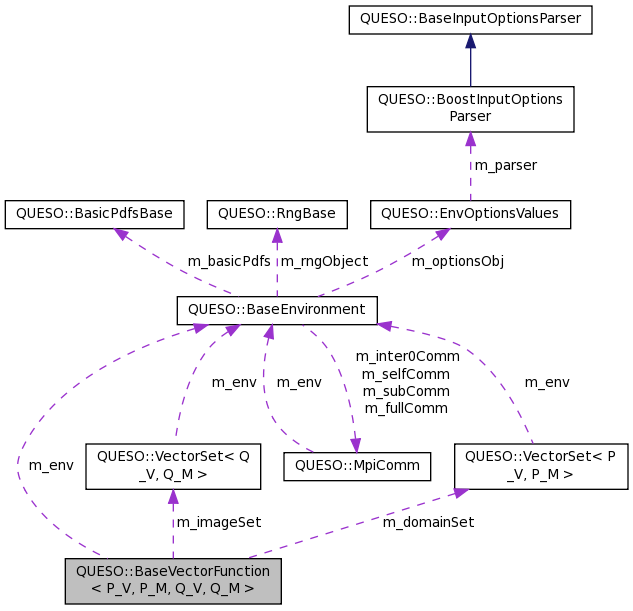 QUESO::BaseInputOptionsParser
QUESO::BoostInputOptions
Parser
m_parser
QUESO::BasicPdfsBase
QUESO::RngBase
QUESO::EnvOptionsValues
m_basicPdfs
m_rngObject
m_optionsObj
QUESO::BaseEnvironment
m_inter0Comm
m_selfComm
m_subComm
m_fullComm
m_env
m_env
m_env
QUESO::VectorSet< Q
_V, Q_M >
QUESO::MpiComm
QUESO::VectorSet< P
_V, P_M >
m_env
m_imageSet
m_domainSet
QUESO::BaseVectorFunction
< P_V, P_M, Q_V, Q_M >